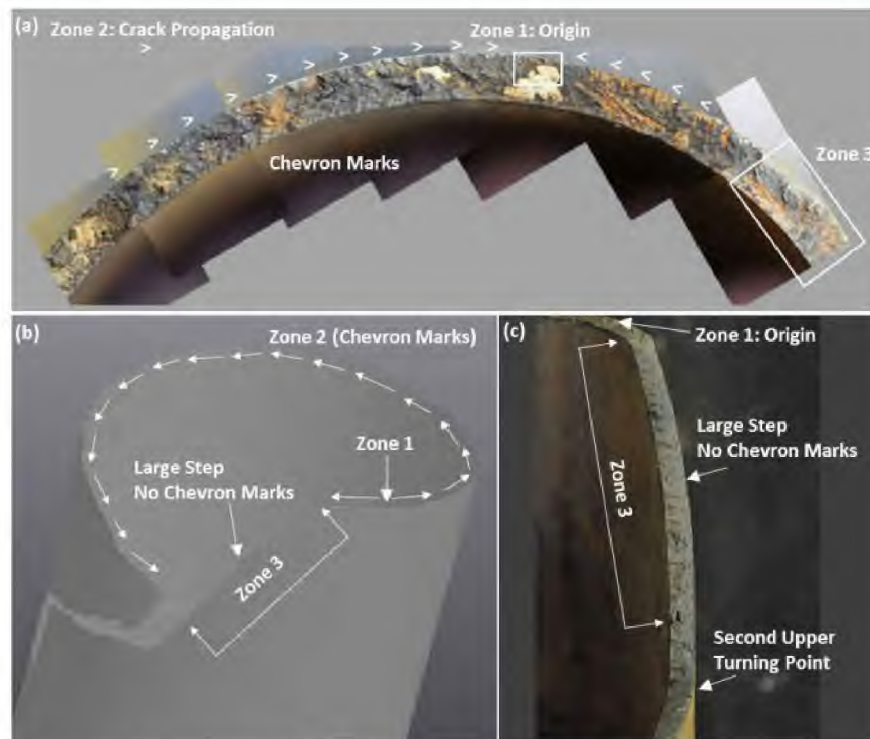 (a)
Zone 2: Crack Propagation
Zone 1: Origin
Chevron Marks
Zone 3
(b)
Zone 2 (Chevron Marks)
Zone 1
Large Step
No Chevron Marks
Zone 3
(c)
Zone 1: Origin
Large Step
No Chevron Marks
Zone 3
Second Upper
Turning Point